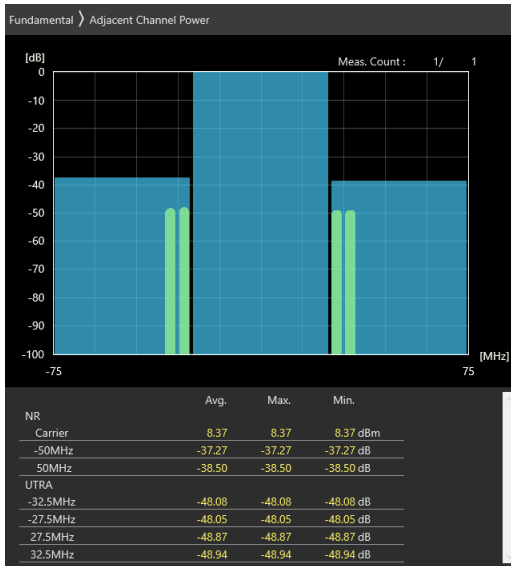 Fundamental 〉 Adjacent Channel Power
[dB]
Meas. Count : 1/ 1
0
-10
-20
-30
-40
-50
-60
-70
-80
-90
-100
[MHz]
-75 75
Avg. Max. Min.
NR
Carrier 8.37 8.37 8.37 dBm
-50MHz -37.27 -37.27 -37.27 dB
50MHz -38.50 -38.50 -38.50 dB
UTRA
-32.5MHz -48.08 -48.08 -48.08 dB
-27.5MHz -48.05 -48.05 -48.05 dB
27.5MHz -48.87 -48.87 -48.87 dB
32.5MHz -48.94 -48.94 -48.94 dB